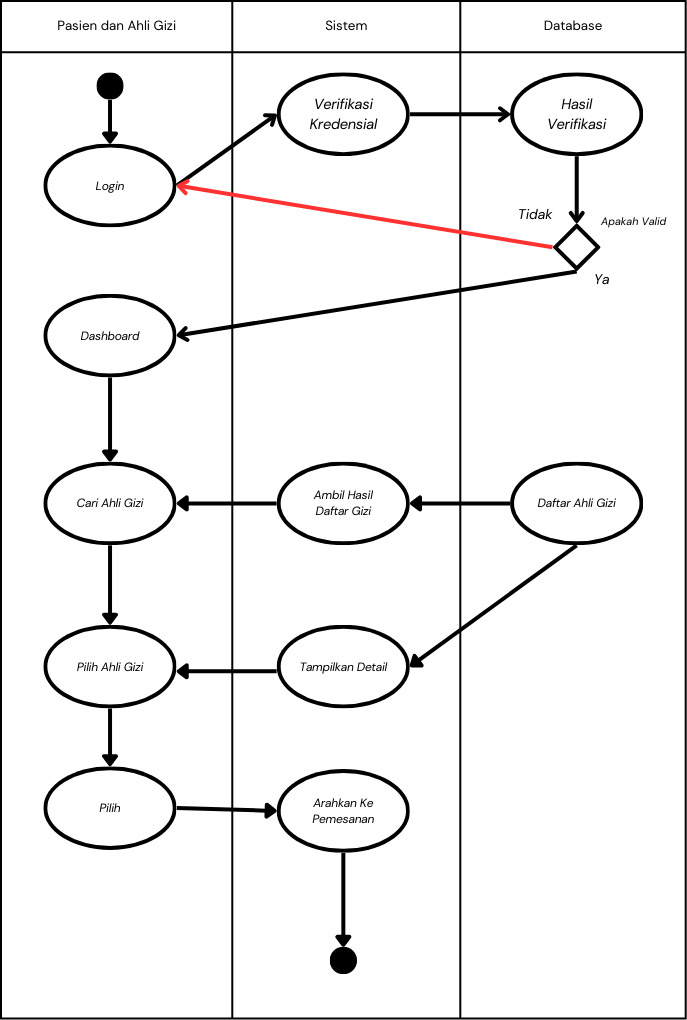 Pasien dan Ahli Gizi
Sistem
Database
Verifikasi
Kredensial
Hasil
Verifikasi
Login
Tidak
Apakah Valid
Ya
Dashboard
Cari Ahli Gizi
Ambil Hasil
Daftar Gizi
Daftar Ahli Gizi
Pilih Ahli Gizi
Tampilkan Detail
Pilih
Arahkan Ke
Pemesanan